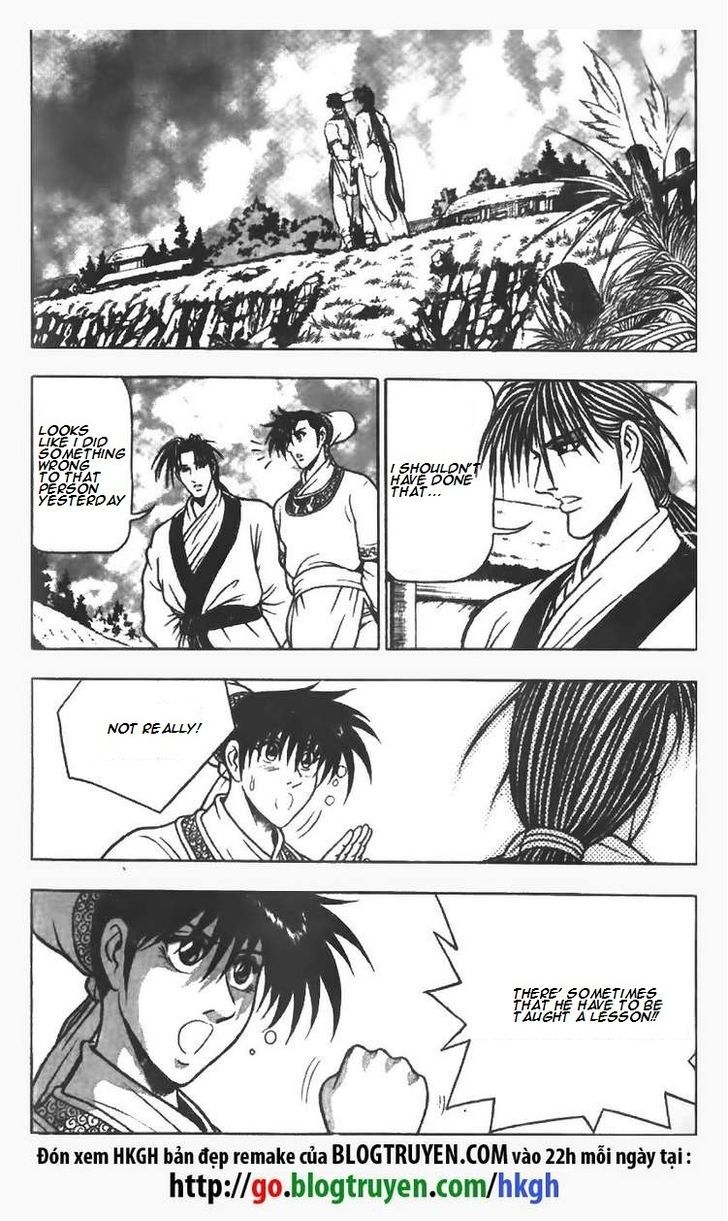 LOOKS
LIKE I DID
SOMETHING
WRONG
TO THAT
PERSON
YESTERDAY
I SHOULDN'T
HAVE DONE
THAT...
NOT REALLY!
THERE' SOMETIMES
THAT HE HAVE TO BE
TAUGHT A LESSON!!
Đón xem HKGH bản đẹp remake của BLOGTRUYEN.COM vào 22h mỗi ngày tại :
http://go.blogtruyen.com/hkgh